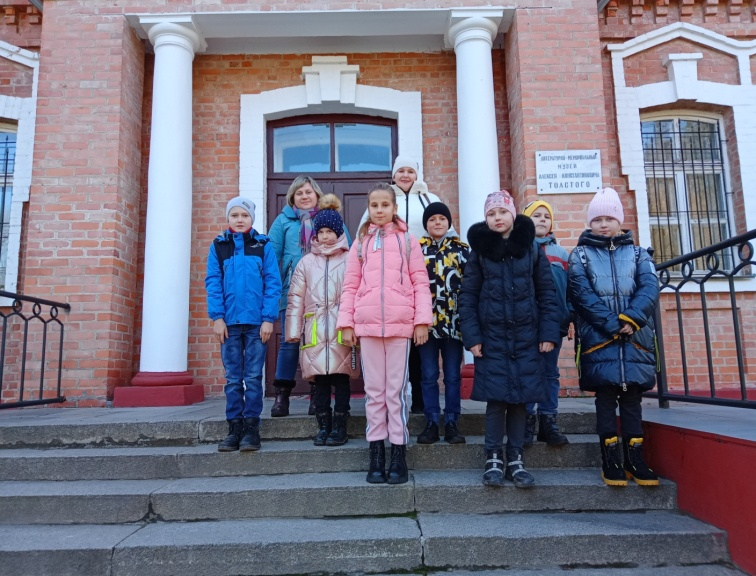 ЛИТЕРАТУРНО-МЕМОРИАЛЬНЫЙ
МУЗЕЙ
АЛЕКСЕЯ КОНСТАНТИНОВИЧА
ТОЛСТОГО